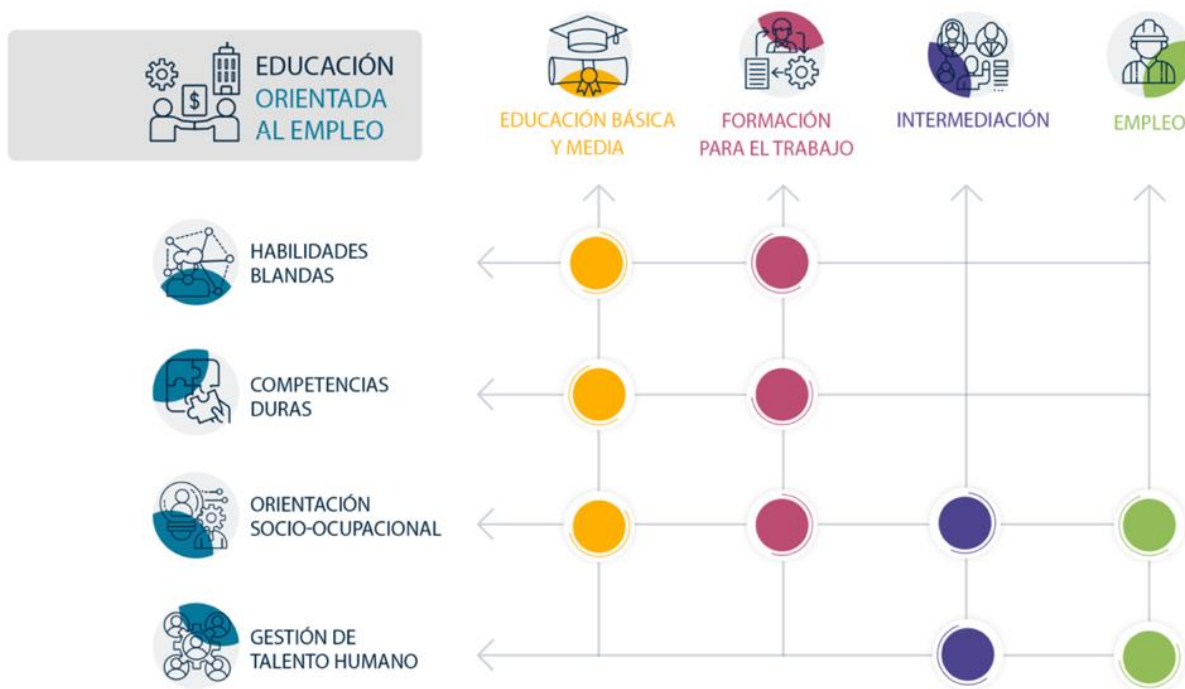 EDUCACIÓN
ORIENTADA
AL EMPLEO
$
EDUCACIÓN BÁSICA
Y MEDIA
FORMACIÓN
PARA EL TRABAJO
INTERMEDIACIÓN
EMPLEO
HABILIDADES
BLANDAS
COMPETENCIAS
DURAS
ORIENTACIÓN
SOCIO-OCUPACIONAL
GESTIÓN DE
TALENTO HUMANO